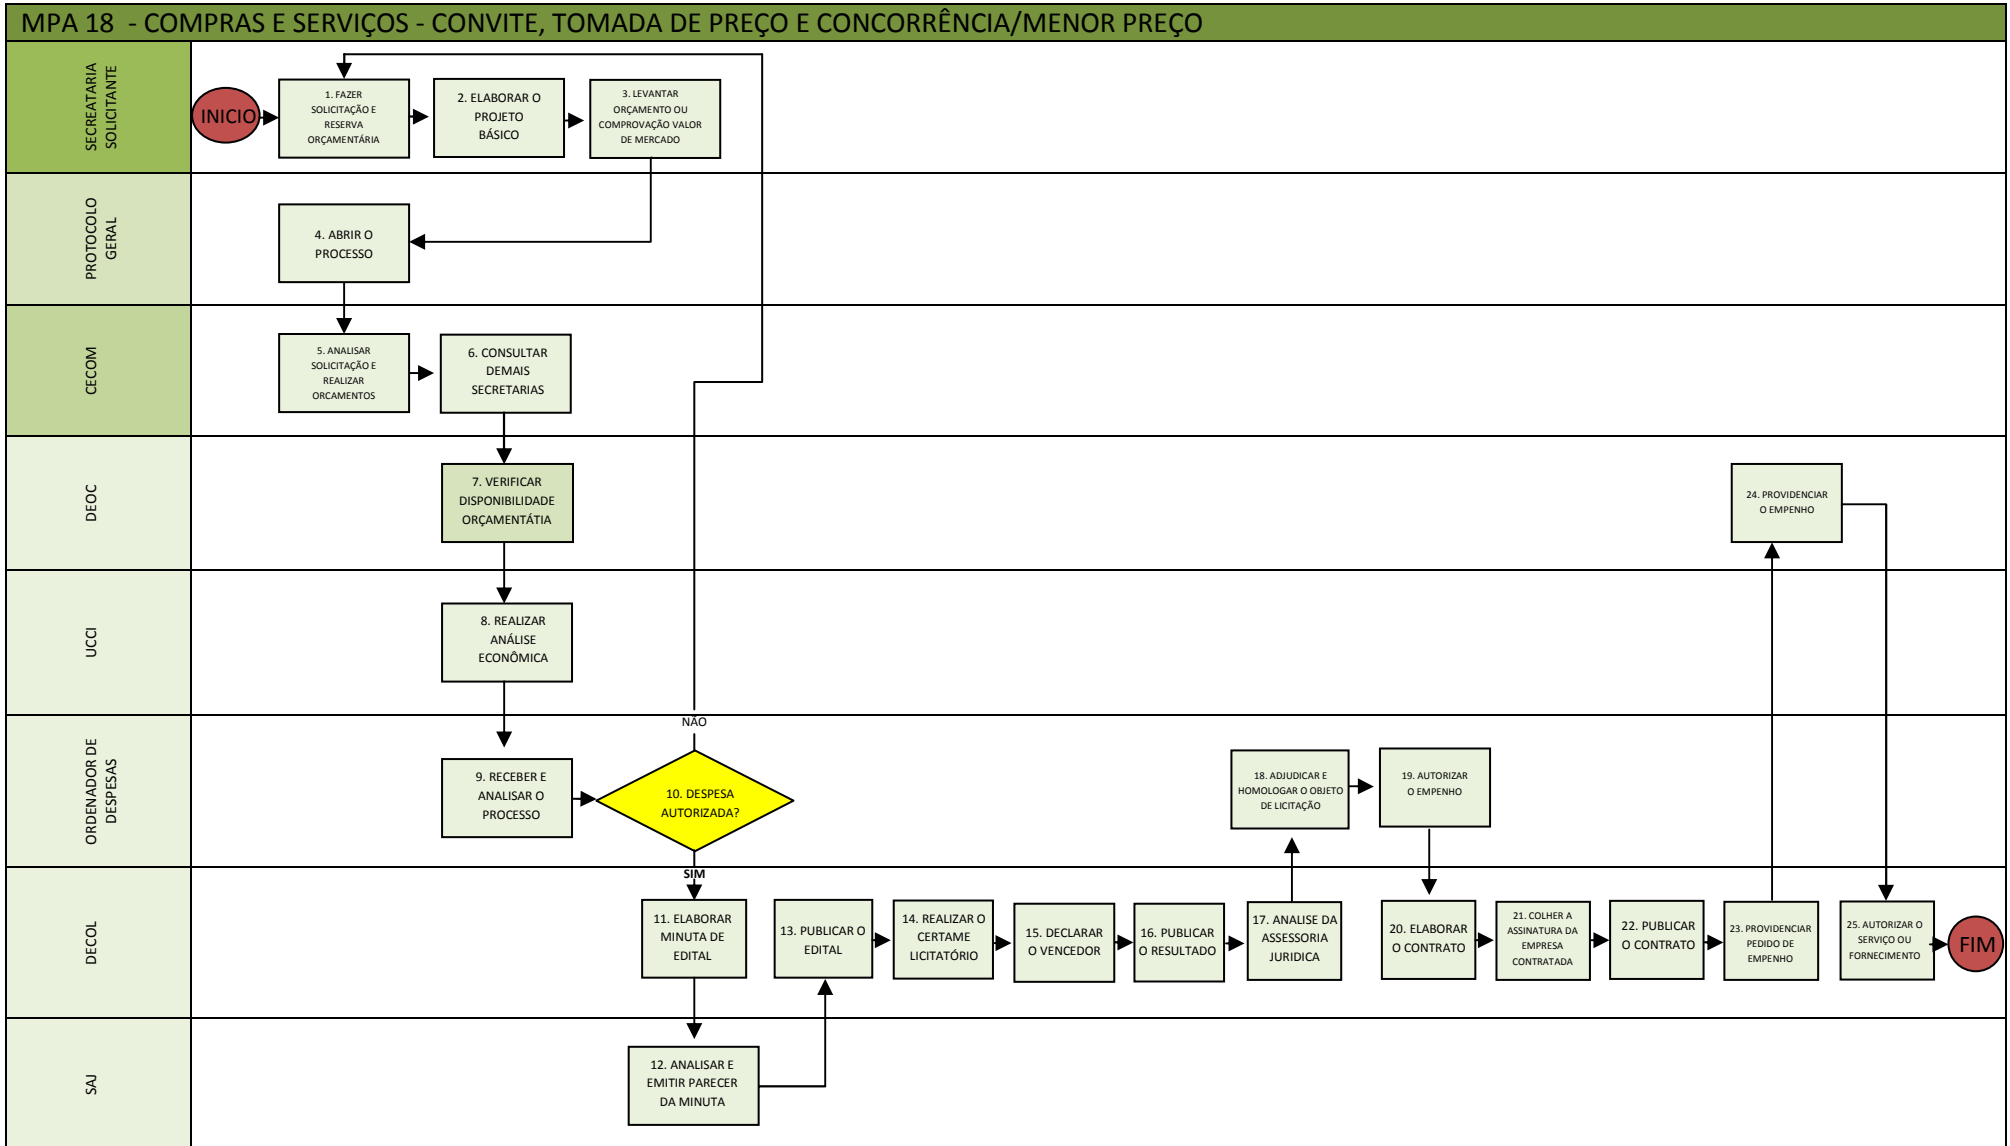 MPA 18 - COMPRAS E SERVIÇOS - CONVITE, TOMADA DE PREÇO E CONCORRÊNCIA/MENOR PREÇO
SECREATARIA
SOLICITANTE
INICIO
1. FAZER
SOLICITAÇÃO E
RESERVA
ORÇAMENTÁRIA
2. ELABORAR O
PROJETO
BÁSICO
3. LEVANTAR
ORÇAMENTO OU
COMPROVAÇÃO VALOR
DE MERCADO
PROTOCOLO
GERAL
4. ABRIR O
PROCESSO
CECOM
5. ANALISAR
SOLICITAÇÃO E
REALIZAR
ORCAMENTOS
6. CONSULTAR
DEMAIS
SECRETARIAS
DEOC
7. VERIFICAR
DISPONIBILIDADE
ORÇAMENTÁTIA
24. PROVIDENCIAR
O EMPENHO
UCCI
8. REALIZAR
ANÁLISE
ECONÔMICA
ORDENADOR DE
DESPESAS
9. RECEBER E
ANALISAR O
PROCESSO
NÃO
10. DESPESA
AUTORIZADA?
SIM
18. ADJUDICAR E
HOMOLOGAR O OBJETO
DE LICITAÇÃO
19. AUTORIZAR
O EMPENHO
DECOL
11. ELABORAR
MINUTA DE
EDITAL
13. PUBLICAR O
EDITAL
14. REALIZAR O
CERTAME
LICITATÓRIO
15. DECLARAR
O VENCEDOR
16. PUBLICAR
O RESULTADO
17. ANALISE DA
ASSESSORIA
JURIDICA
20. ELABORAR
O CONTRATO
21. COLHER A
ASSINATURA DA
EMPRESA
CONTRATADA
22. PUBLICAR
O CONTRATO
23. PROVIDENCIAR
PEDIDO DE
EMPENHO
25. AUTORIZAR O
SERVIÇO OU
FORNECIMENTO
FIM
SAJ
12. ANALISAR E
EMITIR PARECER
DA MINUTA